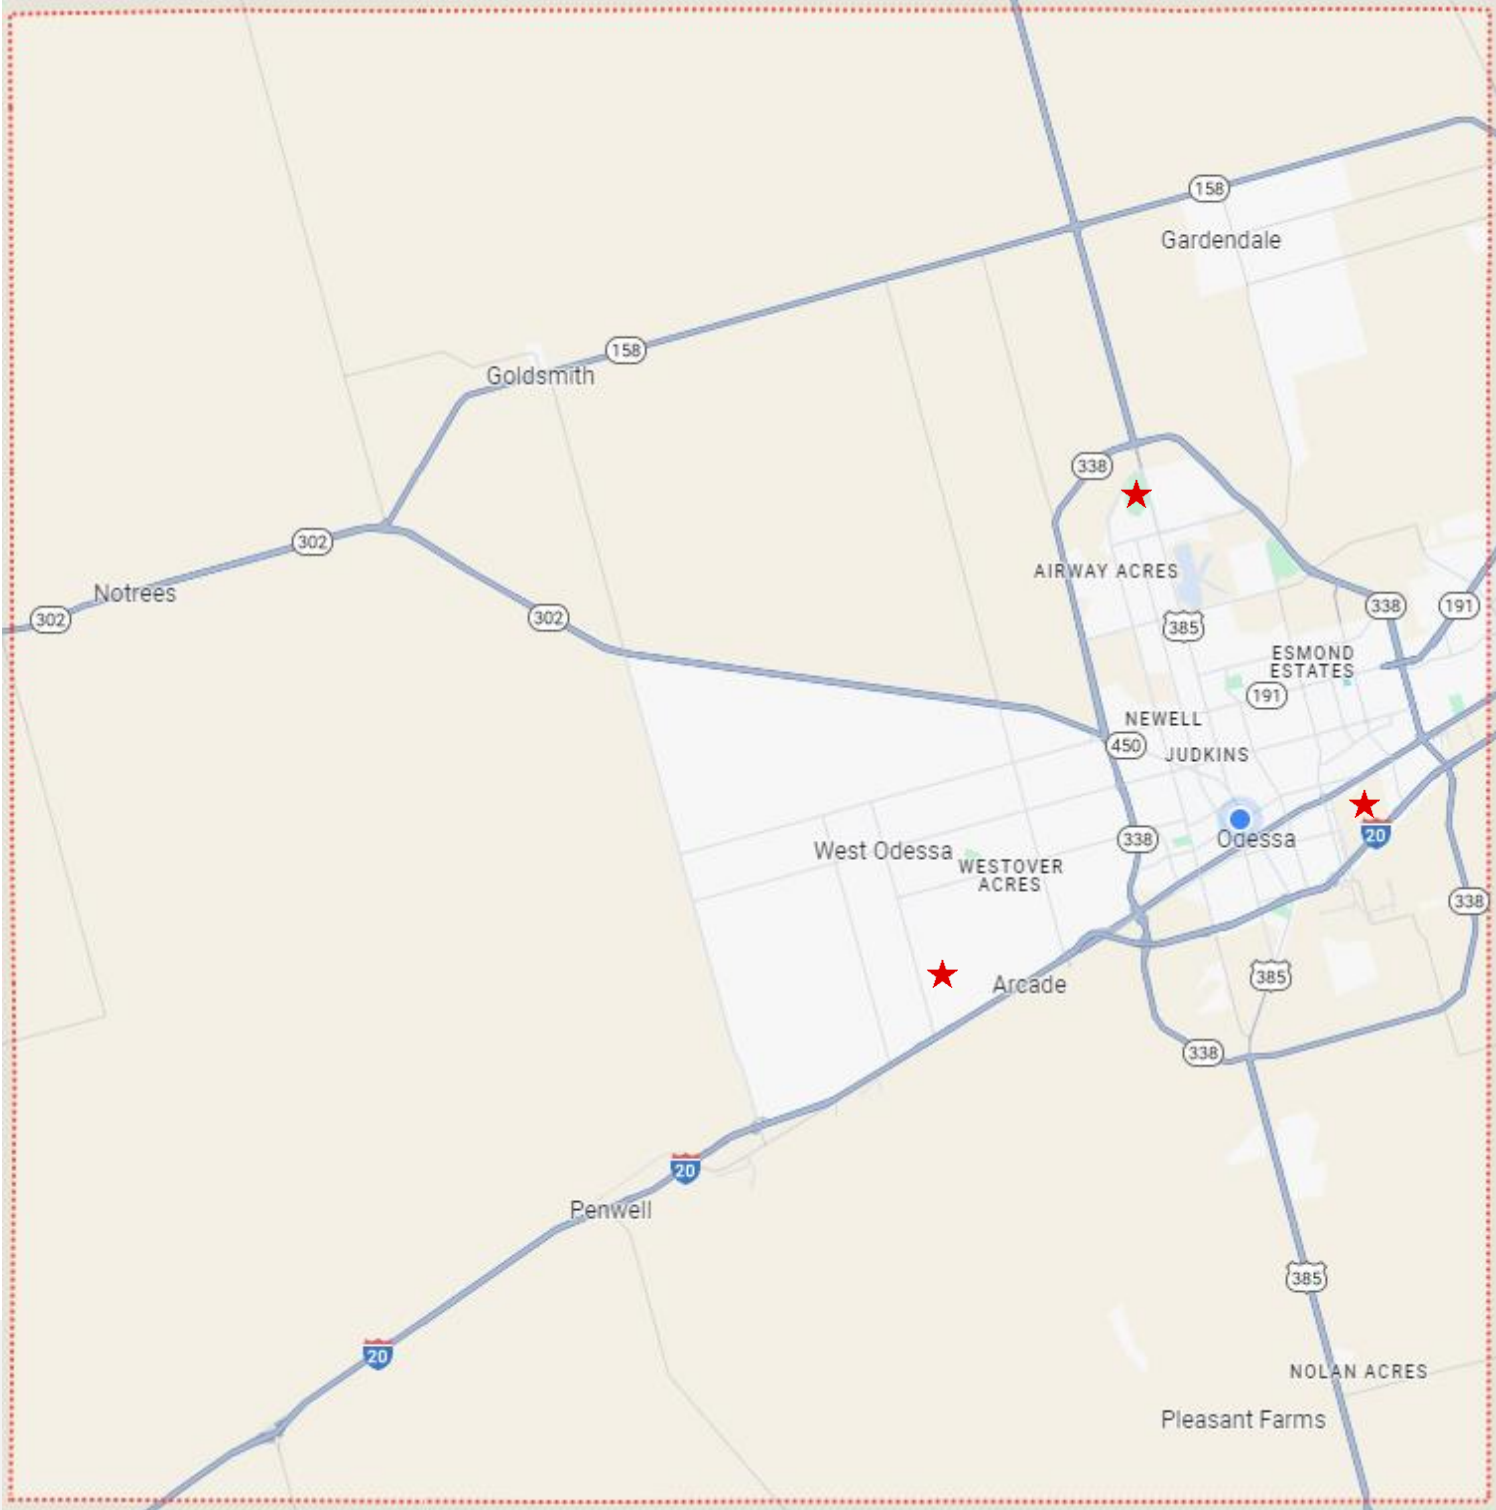 158
Gardendale
158
Goldsmith
338
302
Notrees
302
302
AIRWAY ACRES
385
338
191
ESMOND
ESTATES
191
NEWELL
450
JUDKINS
West Odessa
338
Odessa
20
WESTOVER
ACRES
338
385
Arcade
338
20
Penwell
385
20
NOLAN ACRES
Pleasant Farms